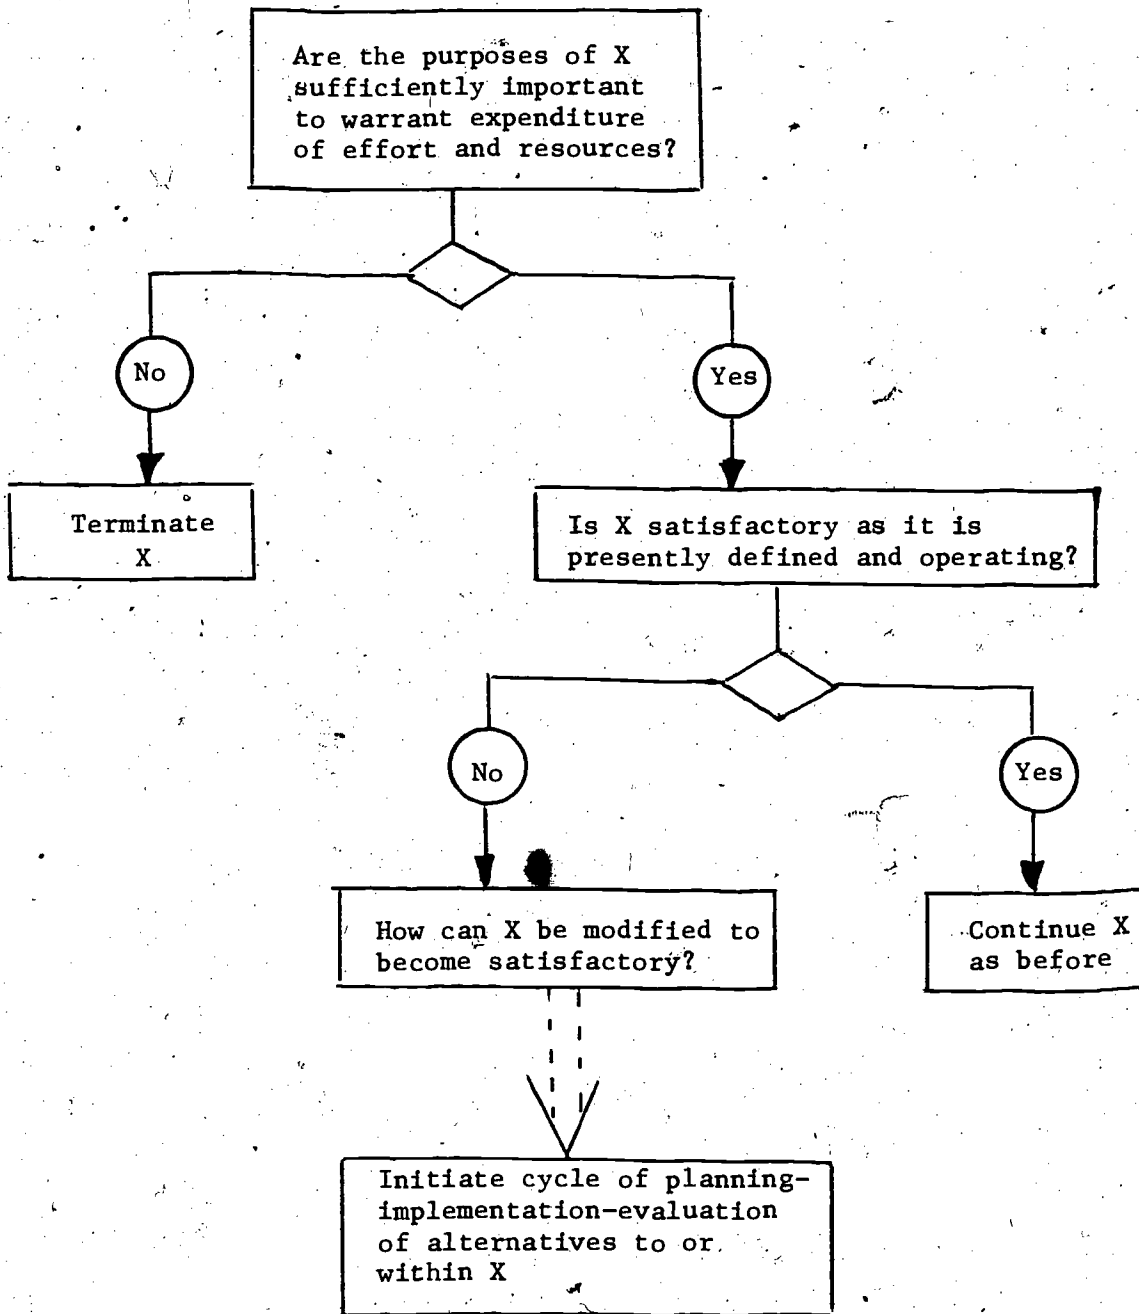 Are the purposes of X
sufficiently important
to warrant expenditure
of effort and resources?
No
Yes
Terminate
X
Is X satisfactory as it is
presently defined and operating?
No
Yes
How can X be modified to
become satisfactory?
Continue X
as before
Initiate cycle of planning-
implementation-evaluation
of alternatives to or
within X